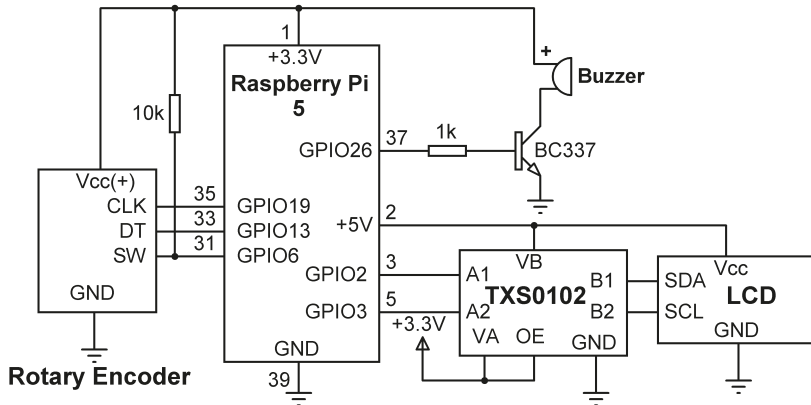 1
+3.3V
Raspberry Pi
5
+
Buzzer
10k
37
1k
GPIO26
BC337
Vcc(+)
CLK
35
GPIO19
DT
33
GPIO13
+5V
2
SW
31
GPIO6
VB
Vcc
GPIO2
3
A1
B1
SDA
TXS0102
LCD
GND
GPIO3
5
A2
B2
SCL
+3.3V
VA
OE
GND
GND
GND
39
Rotary Encoder